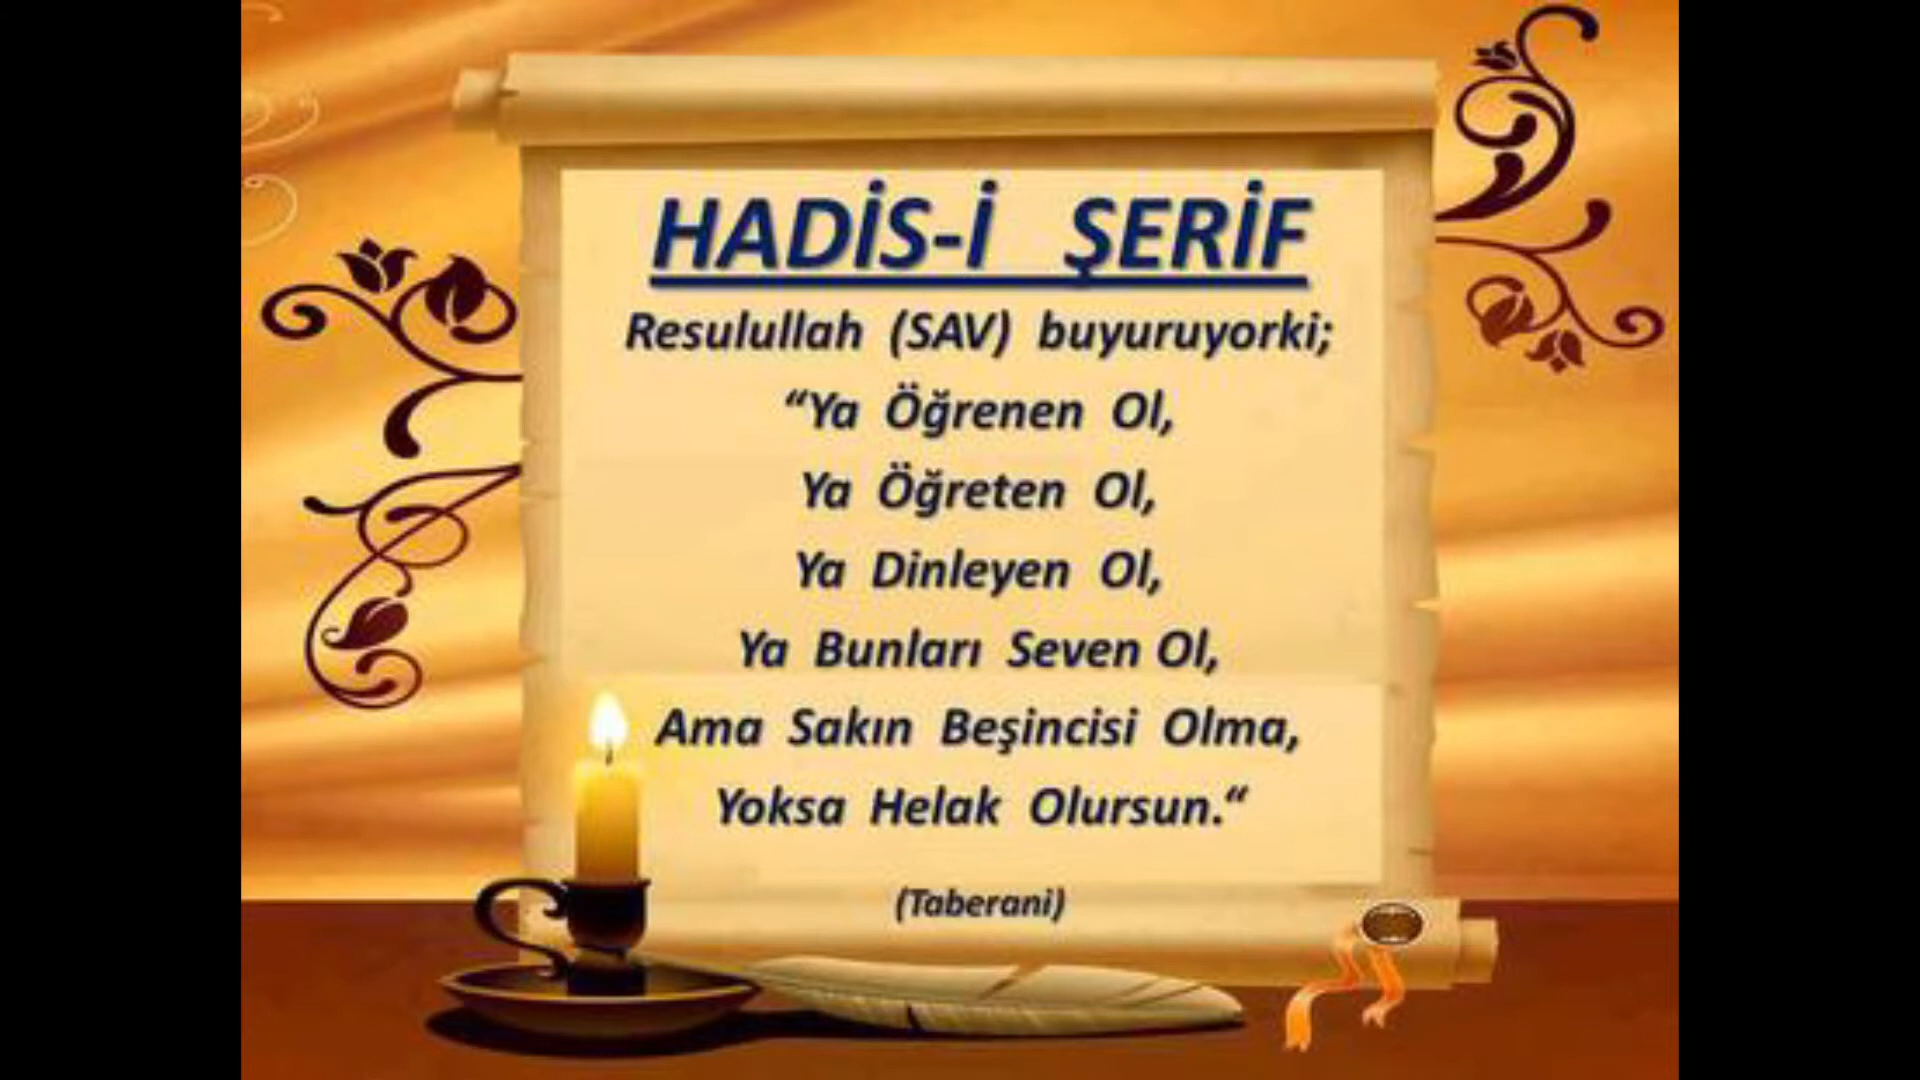 HADİS-İ ŞERİF
Resulullah (SAV) buyuruyorki;
“Ya Öğrenen Ol,
Ya Öğreten Ol,
Ya Dinleyen Ol,
Ya Bunları Seven Ol,
Ama Sakın Beşincisi Olma,
Yoksa Helak Olursun.“
(Taberani)